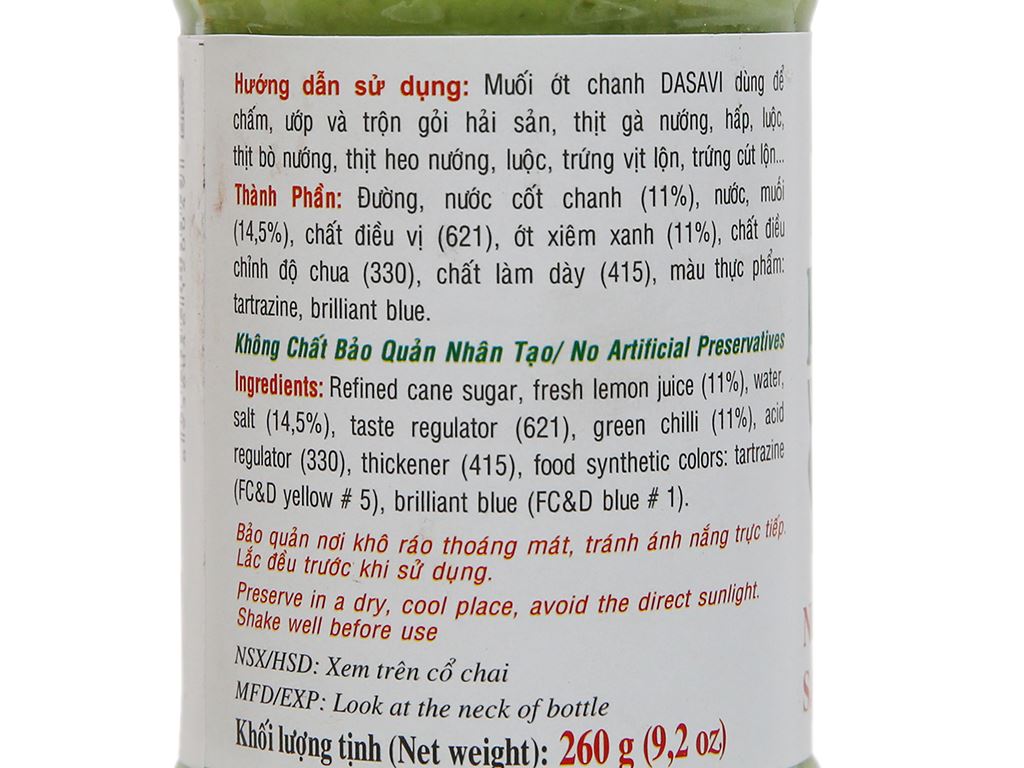 Hướng dẫn sử dụng: Muối ớt chanh DASAVI dùng để
chấm, ướp và trộn gỏi hải sản, thịt gà nướng, hấp, luộc,
thịt bò nướng, thịt heo nướng, luộc, trứng vịt lộn, trứng cút lộn...
Thành Phần: Đường, nước cốt chanh (11%), nước, muối
(14,5%), chất điều vị (621), ớt xiêm xanh (11%), chất điều
chỉnh độ chua (330), chất làm dày (415), màu thực phẩm:
tartrazine, brilliant blue.
Không Chất Bảo Quản Nhân Tạo/ No Artificial Preservatives
Ingredients: Refined cane sugar, fresh lemon juice (11%), water,
salt (14,5%), taste regulator (621), green chilli (11%), acid
regulator (330), thickener (415), food synthetic colors: tartrazine
(FC&D yellow # 5), brilliant blue (FC&D blue # 1).
Bảo quản nơi khô ráo thoáng mát, tránh ánh nắng trực tiếp.
Lắc đều trước khi sử dụng.
Preserve in a dry, cool place, avoid the direct sunlight.
Shake well before use
NSX/HSD: Xem trên cổ chai
MFD/EXP: Look at the neck of bottle
Khối lượng tịnh (Net weight): 260 g (9,2 oz)